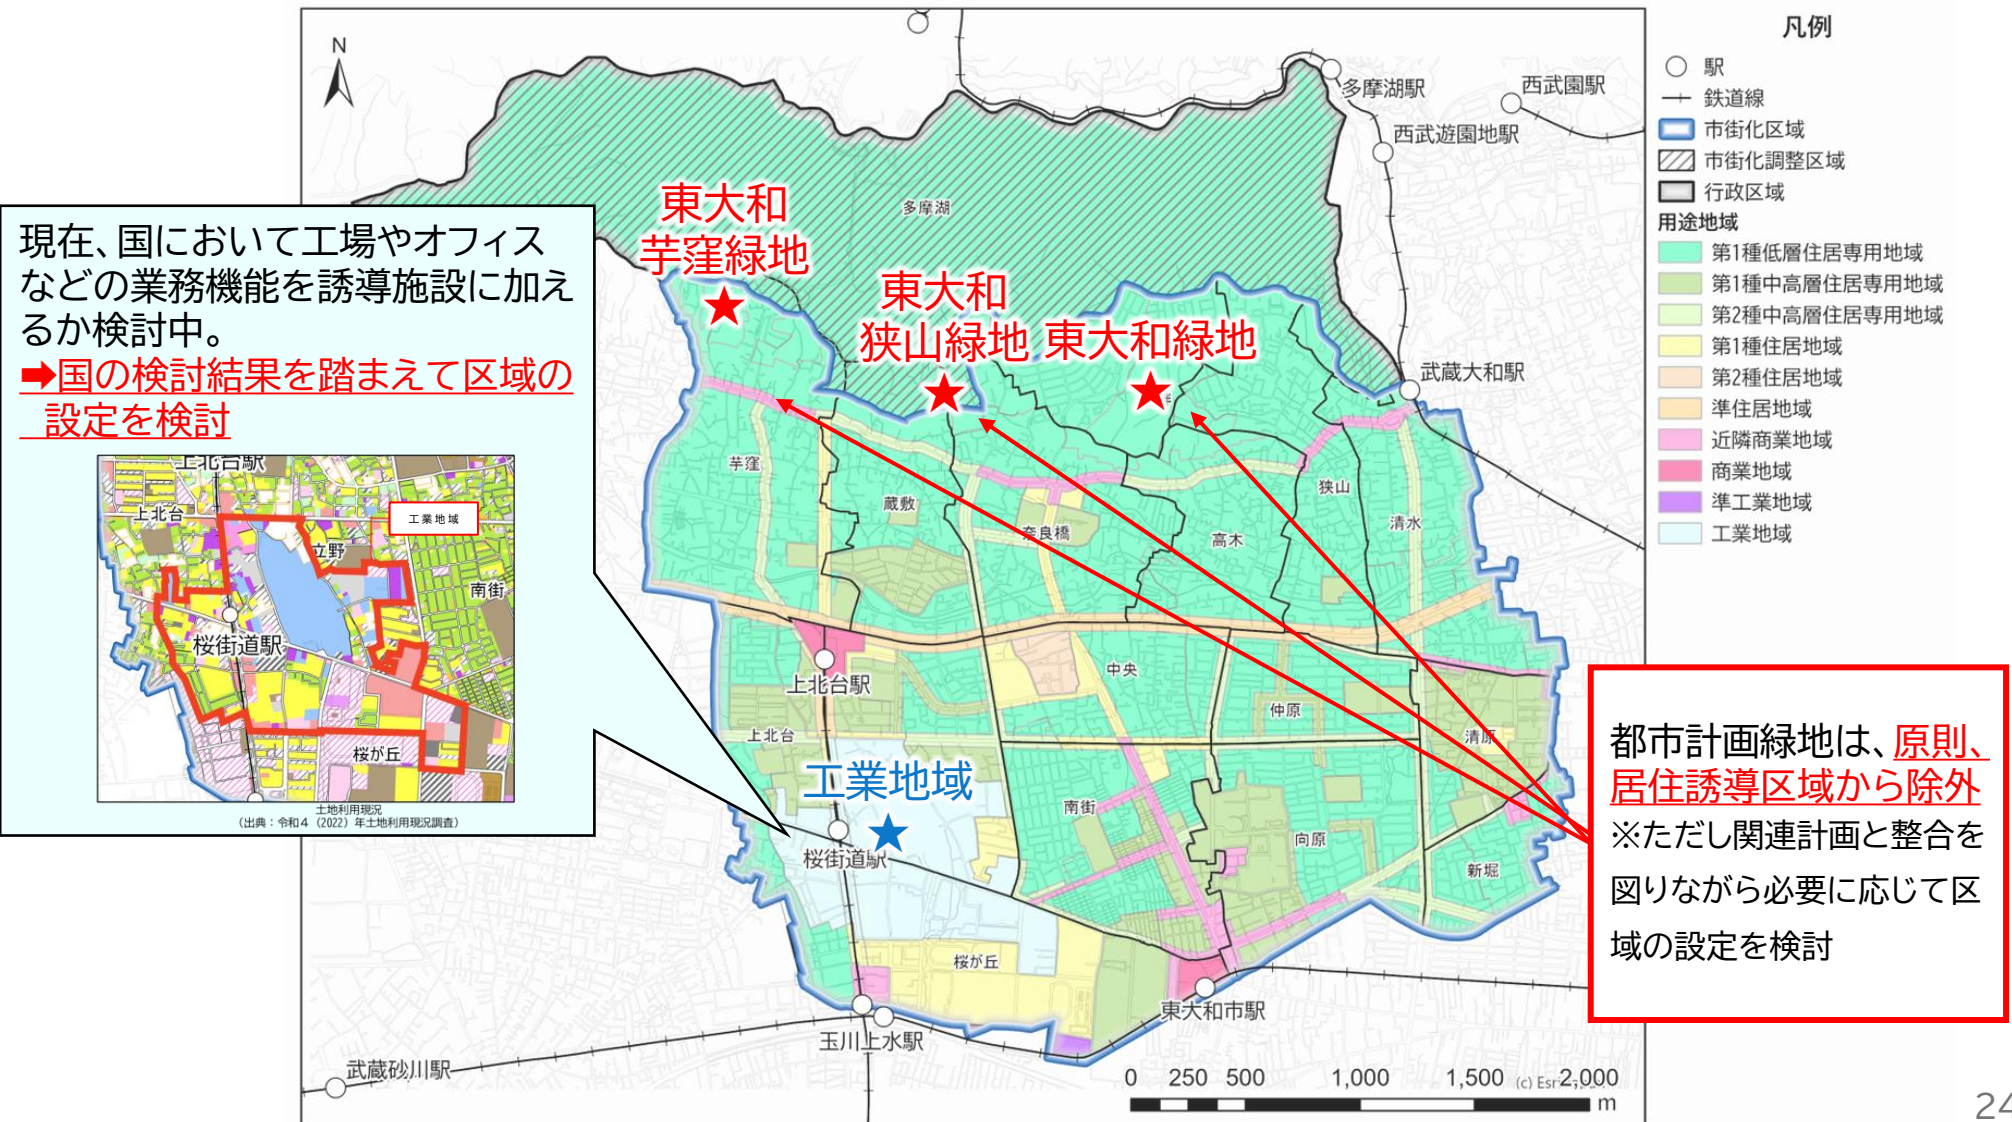 N
多摩湖駅
西武園駅
西武遊園地駅
多摩湖
東大和
芋窪緑地
東大和
狭山緑地
東大和緑地
武蔵大和駅
芋窪
蔵敷
奈良橋
高木
狭山
清水
上北台駅
中央
上北台
仲原
清原
工業地域
南街
桜街道駅
向原
新堀
桜が丘
東大和市駅
玉川上水駅
武蔵砂川駅
0 250 500 1,000 1,500 2,000
m
(c) Esri
現在、国において工場やオフィス
などの業務機能を誘導施設に加え
るか検討中。
➡国の検討結果を踏まえて区域の
設定を検討
上北台駅
上北台
工業地域
立野
南街
桜街道駅
桜が丘
土地利用現況
(出典:令和4(2022)年土地利用現況調査)
凡例
駅
鉄道線
市街化区域
市街化調整区域
行政区域
用途地域
第1種低層住居専用地域
第1種中高層住居専用地域
第2種中高層住居専用地域
第1種住居地域
第2種住居地域
準住居地域
近隣商業地域
商業地域
準工業地域
工業地域
都市計画緑地は、原則、
居住誘導区域から除外
※ただし関連計画と整合を
図りながら必要に応じて区
域の設定を検討
24